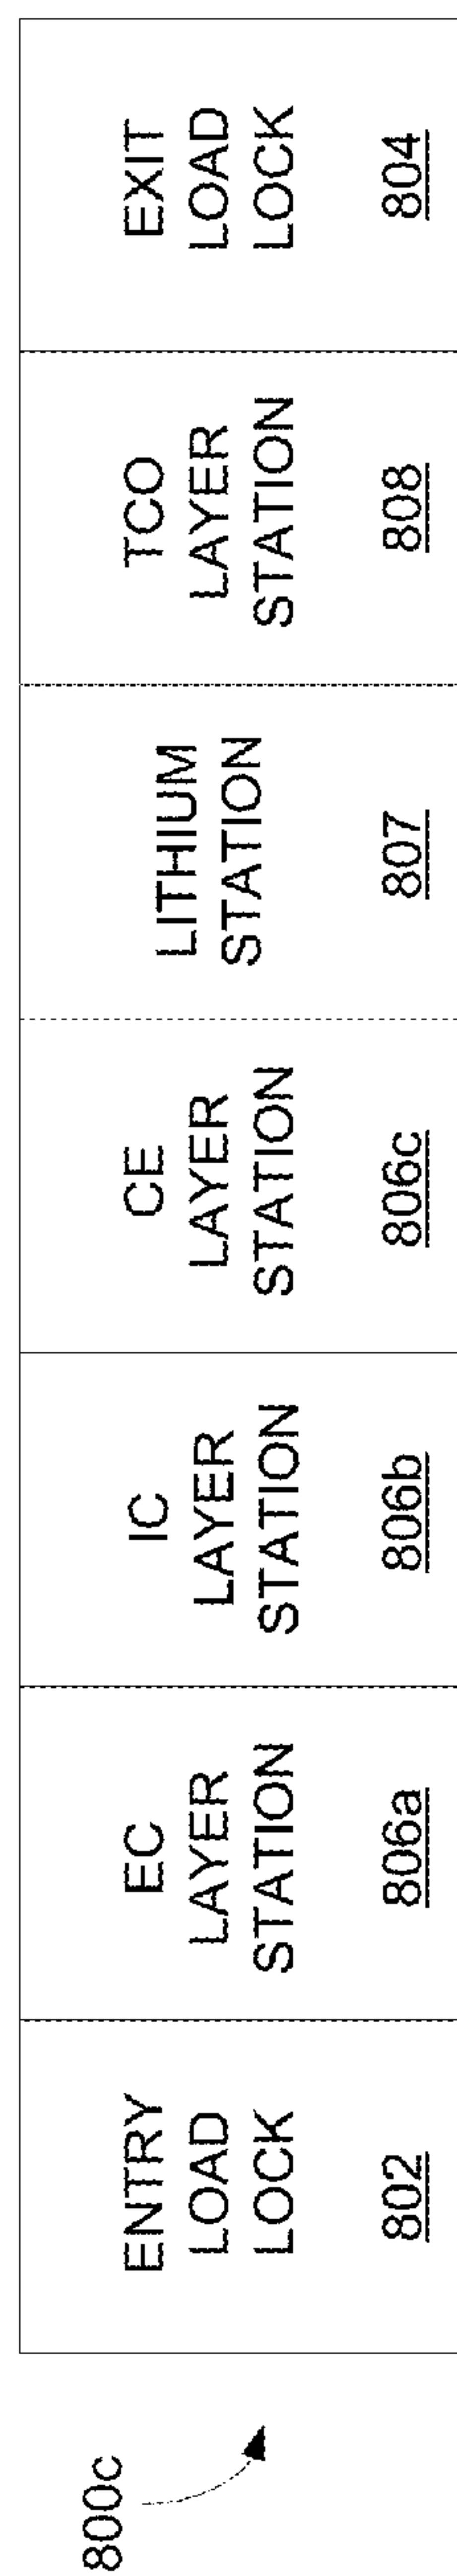 800c
ENTRY
LOAD
LOCK
802
EC
LAYER
STATION
806a
IC
LAYER
STATION
806b
CE
LAYER
STATION
806c
LITHIUM
STATION
807
TCO
LAYER
STATION
808
EXIT
LOAD
LOCK
804